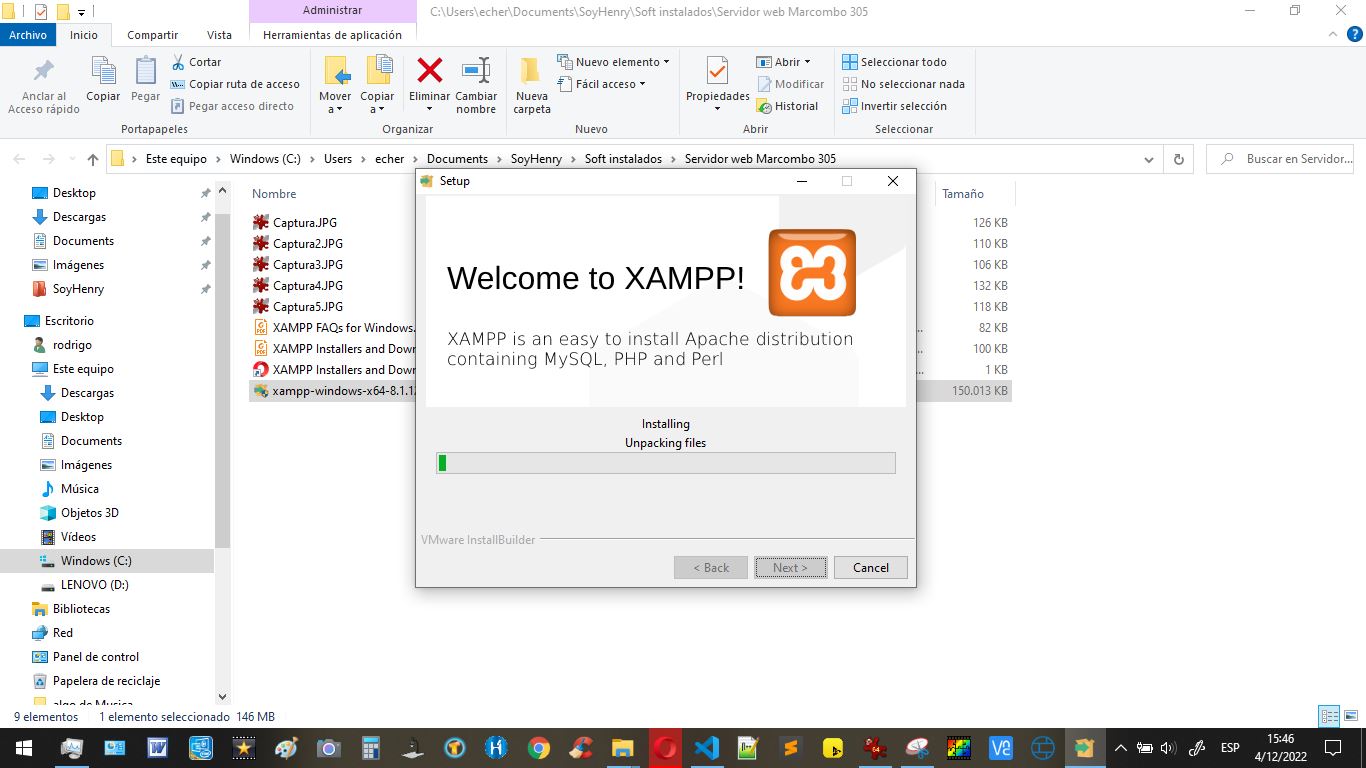 Administrar
C:\Users\echer\Documents\SoyHenry\Soft instalados\Servidor web Marcombo 305
Archivo Inicio Compartir Vista Herramientas de aplicación
Anclar al Acceso rápido
Copiar
Pegar
Cortar
Copiar ruta de acceso
Pegar acceso directo
Portapapeles
Mover a
Copiar a
Eliminar
Cambiar nombre
Organizar
Nueva carpeta
Nuevo elemento
Fácil acceso
Nuevo
Propiedades
Abrir
Modificar
Historial
Abrir
Seleccionar todo
No seleccionar nada
Invertir selección
Seleccionar
Este equipo > Windows (C:) > Users > echer > Documents > SoyHenry > Soft instalados > Servidor web Marcombo 305
Buscar en Servidor...
Desktop
Descargas
Documents
Imágenes
SoyHenry
Escritorio
rodrigo
Este equipo
Descargas
Desktop
Documents
Imágenes
Música
Objetos 3D
Vídeos
Windows (C:)
LENOVO (D:)
Bibliotecas
Red
Panel de control
Papelera de reciclaje
Nombre
Tamaño
Captura.JPG
126 KB
Captura2.JPG
110 KB
Captura3.JPG
106 KB
Captura4.JPG
132 KB
Captura5.JPG
118 KB
XAMPP FAQs for Windows.
82 KB
XAMPP Installers and Dow
100 KB
XAMPP Installers and Dow
1 KB
xampp-windows-x64-8.1.1
150.013 KB
Setup
Welcome to XAMPP!
XAMPP is an easy to install Apache distribution
containing MySQL, PHP and Perl
Installing
Unpacking files
VMware InstallBuilder
< Back
Next >
Cancel
9 elementos
1 elemento seleccionado 146 MB
ESP
15:46
4/12/2022